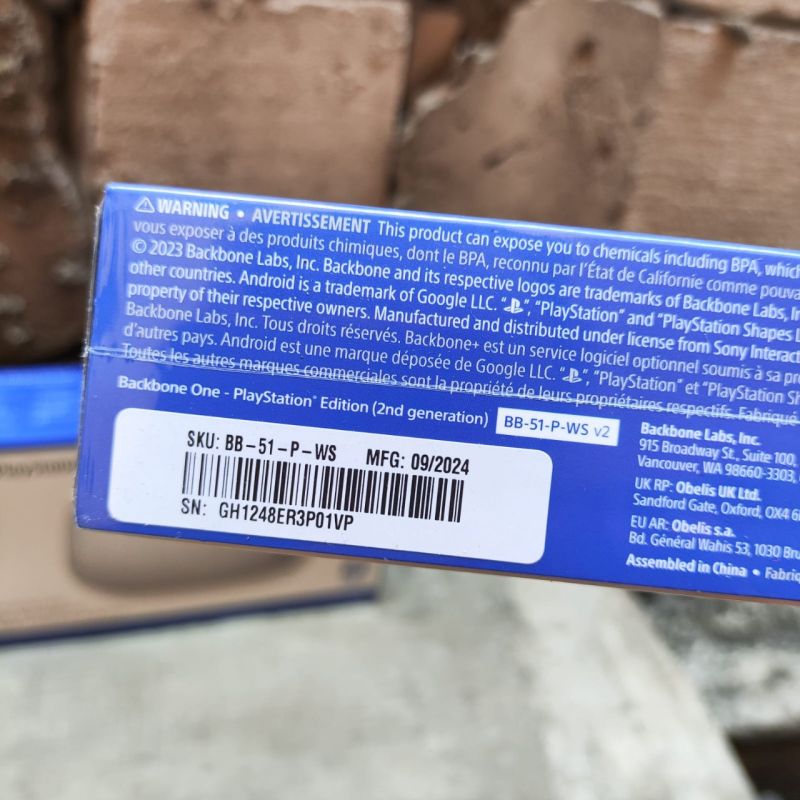 ⚠ WARNING • AVERTISSEMENT This product can expose you to chemicals including BPA, which
vous exposer à des produits chimiques, dont le BPA, reconnu par l'État de Californie comme
© 2023 Backbone Labs, Inc. Backbone and its respective logos are trademarks of Backbone Labs,
other countries. Android is a trademark of Google LLC. "PS", "PlayStation" and "PlayStation Shapes
property of their respective owners. Manufactured and distributed under license from Sony
Backbone Labs, Inc. Tous droits réservés. Backbone+ est un service logiciel optionnel soumis à sa
d'autres pays. Android est une marque déposée de Google LLC. "PS", "PlayStation" et "PlayStation
Toutes les autres marques commerciales sont la propriété de leurs propriétaires respectifs. Fabriqué
Backbone One - PlayStation® Edition (2nd generation) BB-51-P-WS v2
SKU: BB-51-P-WS MFG: 09/2024
SN: GH1248ER3P01VP
Backbone Labs, Inc.
915 Broadway St., Suite 100,
Vancouver, WA 98660-3303,
UK RP: Obelis UK Ltd.
Sandford Gate, Oxford, OX4
EU AR: Obelis s.a.
Bd. Général Wahis 53, 1030
Assembled in China •